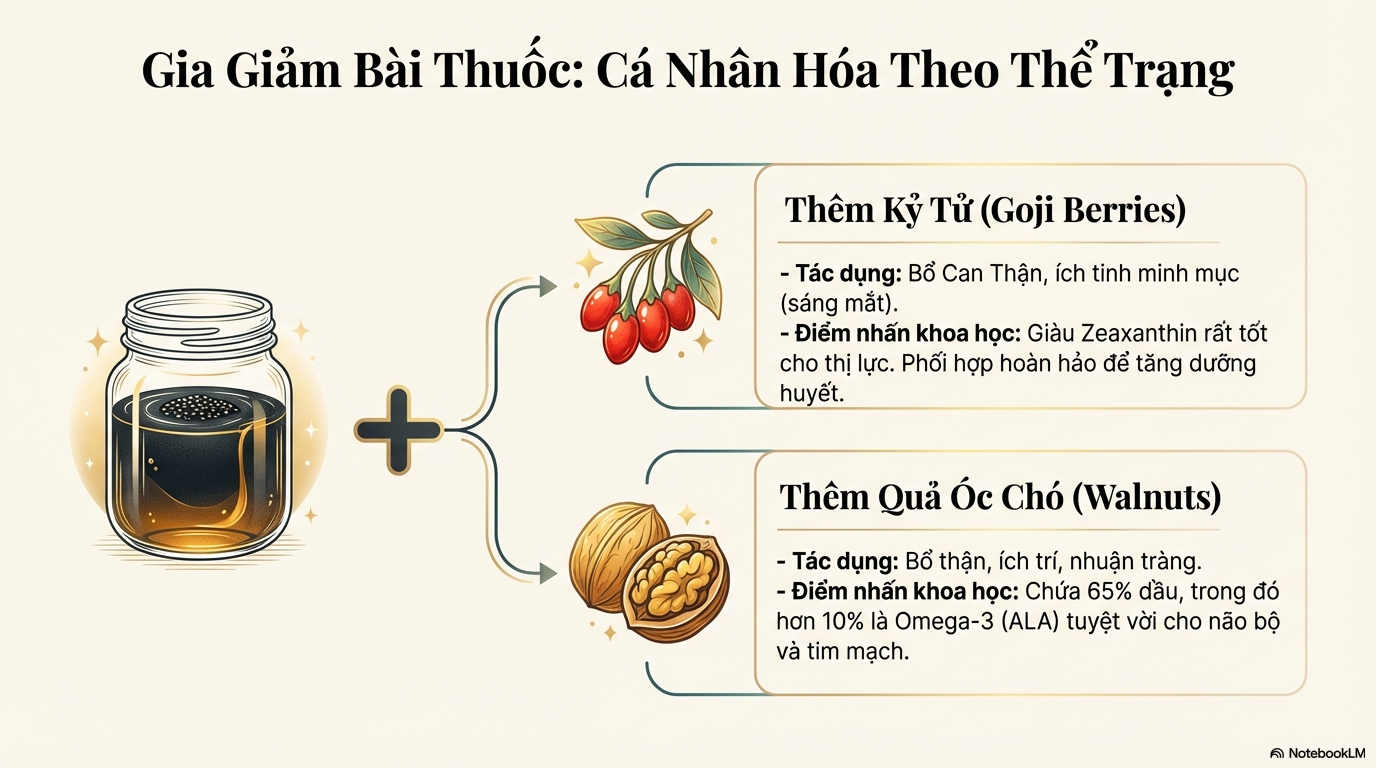 Gia Giảm Bài Thuốc: Cá Nhân Hóa Theo Thể Trạng
Thêm Kỷ Tử (Goji Berries)
- Tác dụng: Bổ Can Thận, ích tinh minh mục
(sáng mắt).
- Điểm nhấn khoa học: Giàu Zeaxanthin rất tốt
cho thị lực. Phối hợp hoàn hảo để tăng dưỡng
huyết.
Thêm Quả Óc Chó (Walnuts)
- Tác dụng: Bổ thận, ích trí, nhuận tràng.
- Điểm nhấn khoa học: Chứa 65% dầu, trong đó
hơn 10% là Omega-3 (ALA) tuyệt vời cho não bộ
và tim mạch.
NotebookLM